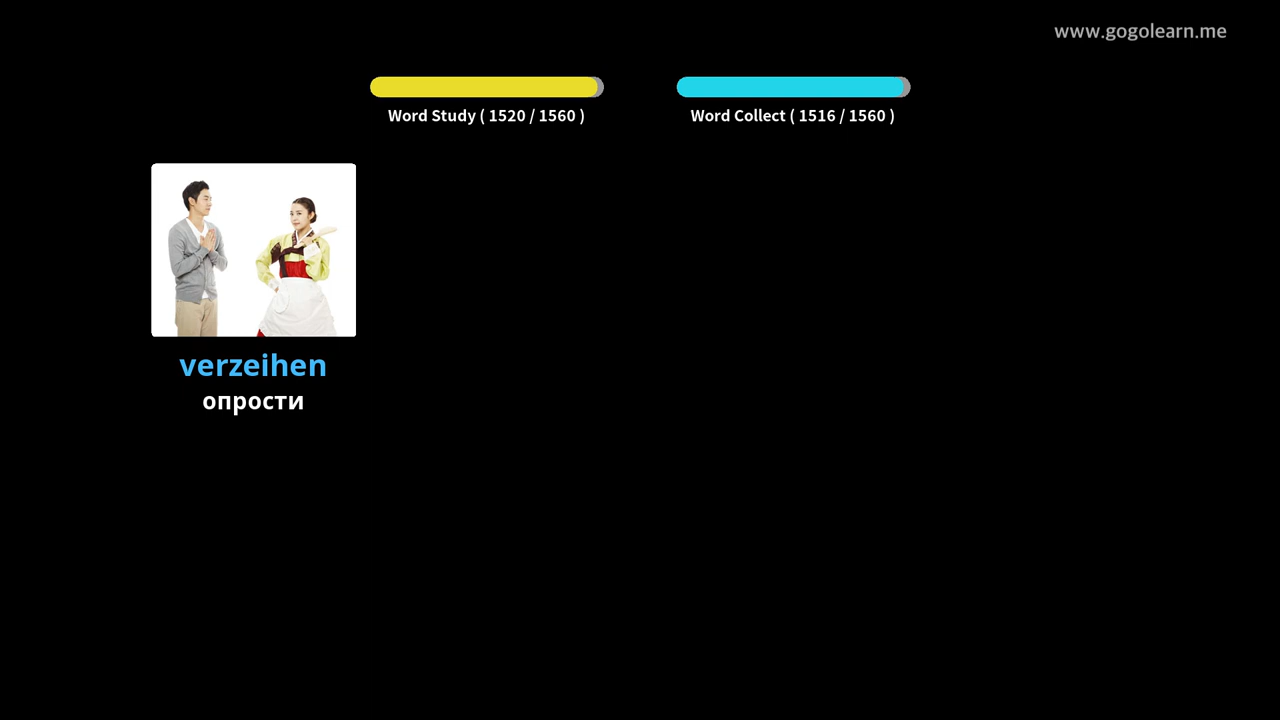 www.gogolearn.me
Word Study ( 1520 / 1560 )
Word Collect ( 1516 / 1560 )
verzeihen
опрости